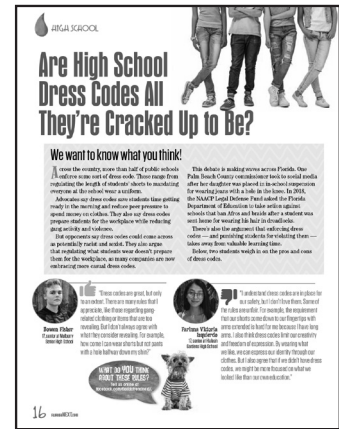 HIGH SCHOOL
Are High School
Dress Codes All
They're Cracked Up to Be?
We want to know what you think!
Across the country, more than half of public schools
enforce some sort of dress code. Those range from
regulating the length of students' shorts to mandating
everyone at the school wear a uniform.
Advocates say dress codes save students time getting
ready in the morning and reduce peer pressure to
spend money on clothes. They also say dress codes
prepare students for the workplace while reducing
gang activity and violence.
But opponents say dress codes could come across
as potentially racist and sexist. They also argue
that regulating what students wear doesn't prepare
them for the workplace, as many companies are now
embracing more casual dress codes.
This debate is making waves across Florida. One
Palm Beach County commissioner took to social media
after her daughter was placed in in-school suspension
for wearing jeans with a hole in the knee. In 2018,
the NAACP Legal Defense Fund asked the Florida
Department of Education to take action against
schools that ban Afros and braids after a student was
sent home for wearing his hair in dreadlocks.
There's also the argument that enforcing dress
codes — and punishing students for violating them —
takes away from valuable learning time.
Below, two students weigh in on the pros and cons
of dress codes.
"Dress codes are great, but only
to an extent. There are many rules that I
appreciate, like those regarding gang-
related clothing or items that are too
revealing. But I don't always agree with
what they consider revealing. For example,
how come I can wear shorts but not pants
with a hole halfway down my shin?"
"I understand dress codes are in place for
our safety, but I don't love them. Some of
the rules are unfair. For example, the requirement
that our shorts come down to our fingertips with
arms extended is hard for me because I have long
arms. I also think dress codes limit our creativity
and freedom of expression. By wearing what
we like, we can express our identity through our
clothes. But I also agree that if we didn't have dress
codes, we might be more focused on what we
looked like than our own education."
WHAT DO YOU THINK
ABOUT THESE RULES?
16